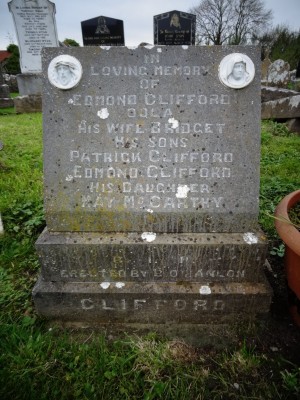 IN
LOVING MEMORY
OF
EDMOND CLIFFORD
OOLA
HIS WIFE BRIDGET
HIS SONS
PATRICK CLIFFORD
EDMOND CLIFFORD
HIS DAUGHTER
KAY McCARTHY
R I P
ERECTED BY B O'HANLON
CLIFFORD